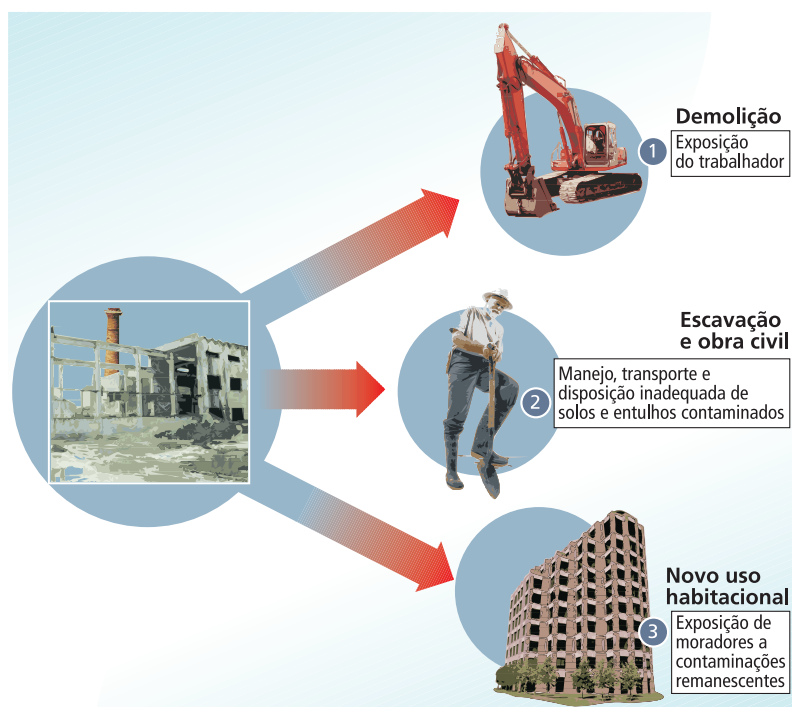 Demolição
1
Exposição
do trabalhador
Escavação
e obra civil
2
Manejo, transporte e
disposição inadequada de
solos e entulhos contaminados
Novo uso
habitacional
3
Exposição de
moradores a
contaminações
remanescentes